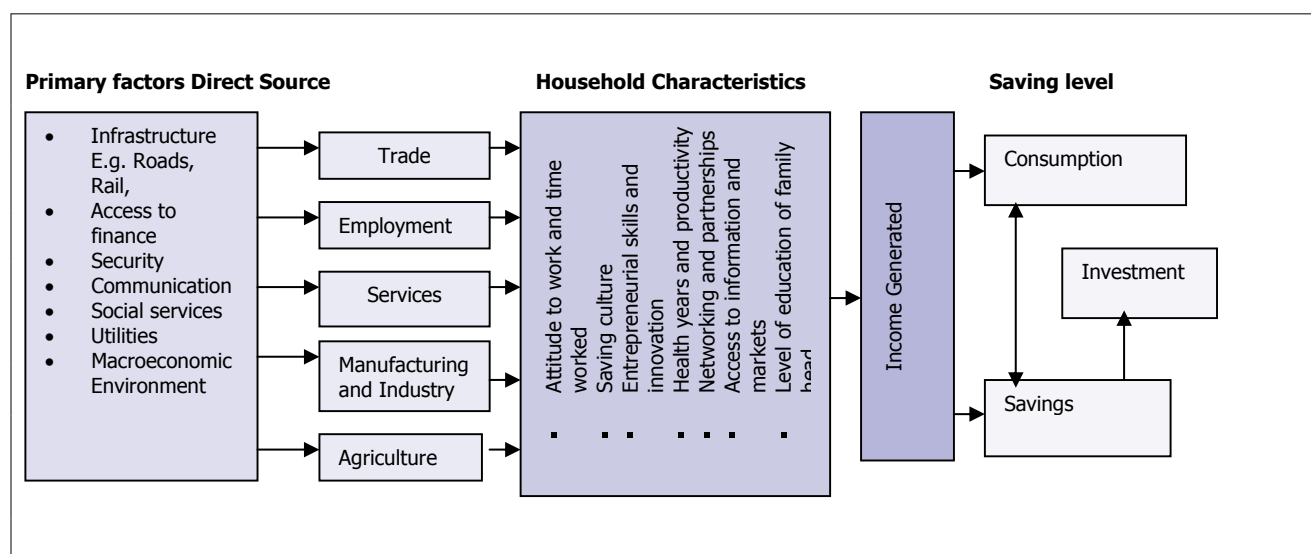 Primary factors Direct Source
Household Characteristics
Saving level
• Infrastructure
E.g. Roads,
Rail,
• Access to
finance
• Security
• Communication
• Social services
• Utilities
• Macroeconomic
Environment
Trade
Employment
Services
Manufacturing
and Industry
Agriculture
▪ Attitude to work and time
worked
▪ Saving culture
▪ Entrepreneurial skills and
innovation
▪ Health years and productivity
▪ Networking and partnerships
▪ Access to information and
markets
▪ Level of education of family
head
Income Generated
Consumption
Investment
Savings